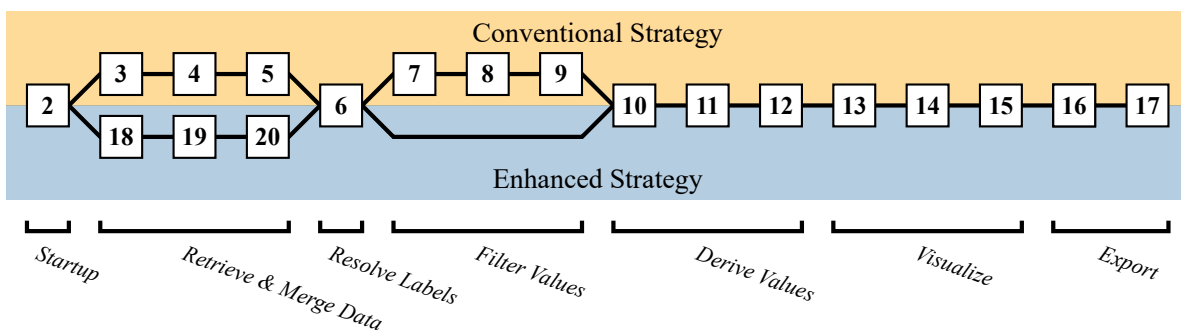 Conventional Strategy
3 4 5 7 8 9
2 6 10 11 12 13 14 15 16 17
18 19 20
Enhanced Strategy
Startup
Retrieve & Merge Data
Resolve Labels
Filter Values
Derive Values
Visualize
Export